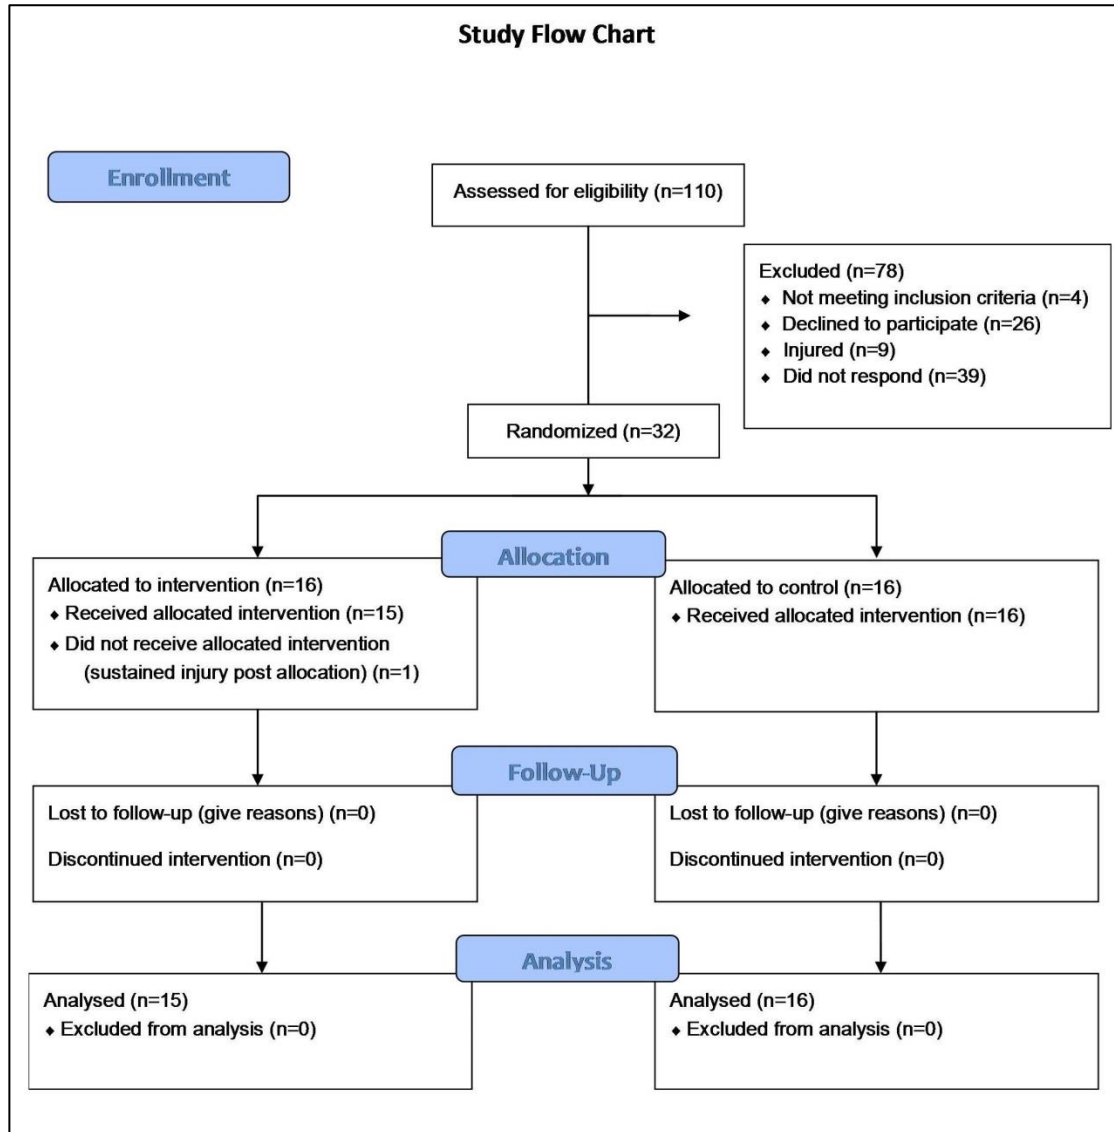 Study Flow Chart
Enrollment
Assessed for eligibility (n=110)
Excluded (n=78)
⬥ Not meeting inclusion criteria (n=4)
⬥ Declined to participate (n=26)
⬥ Injured (n=9)
⬥ Did not respond (n=39)
Randomized (n=32)
Allocation
Allocated to intervention (n=16)
⬥ Received allocated intervention (n=15)
⬥ Did not receive allocated intervention
(sustained injury post allocation) (n=1)
Allocated to control (n=16)
⬥ Received allocated intervention (n=16)
Follow-Up
Lost to follow-up (give reasons) (n=0)
Discontinued intervention (n=0)
Lost to follow-up (give reasons) (n=0)
Discontinued intervention (n=0)
Analysis
Analysed (n=15)
⬥ Excluded from analysis (n=0)
Analysed (n=16)
⬥ Excluded from analysis (n=0)